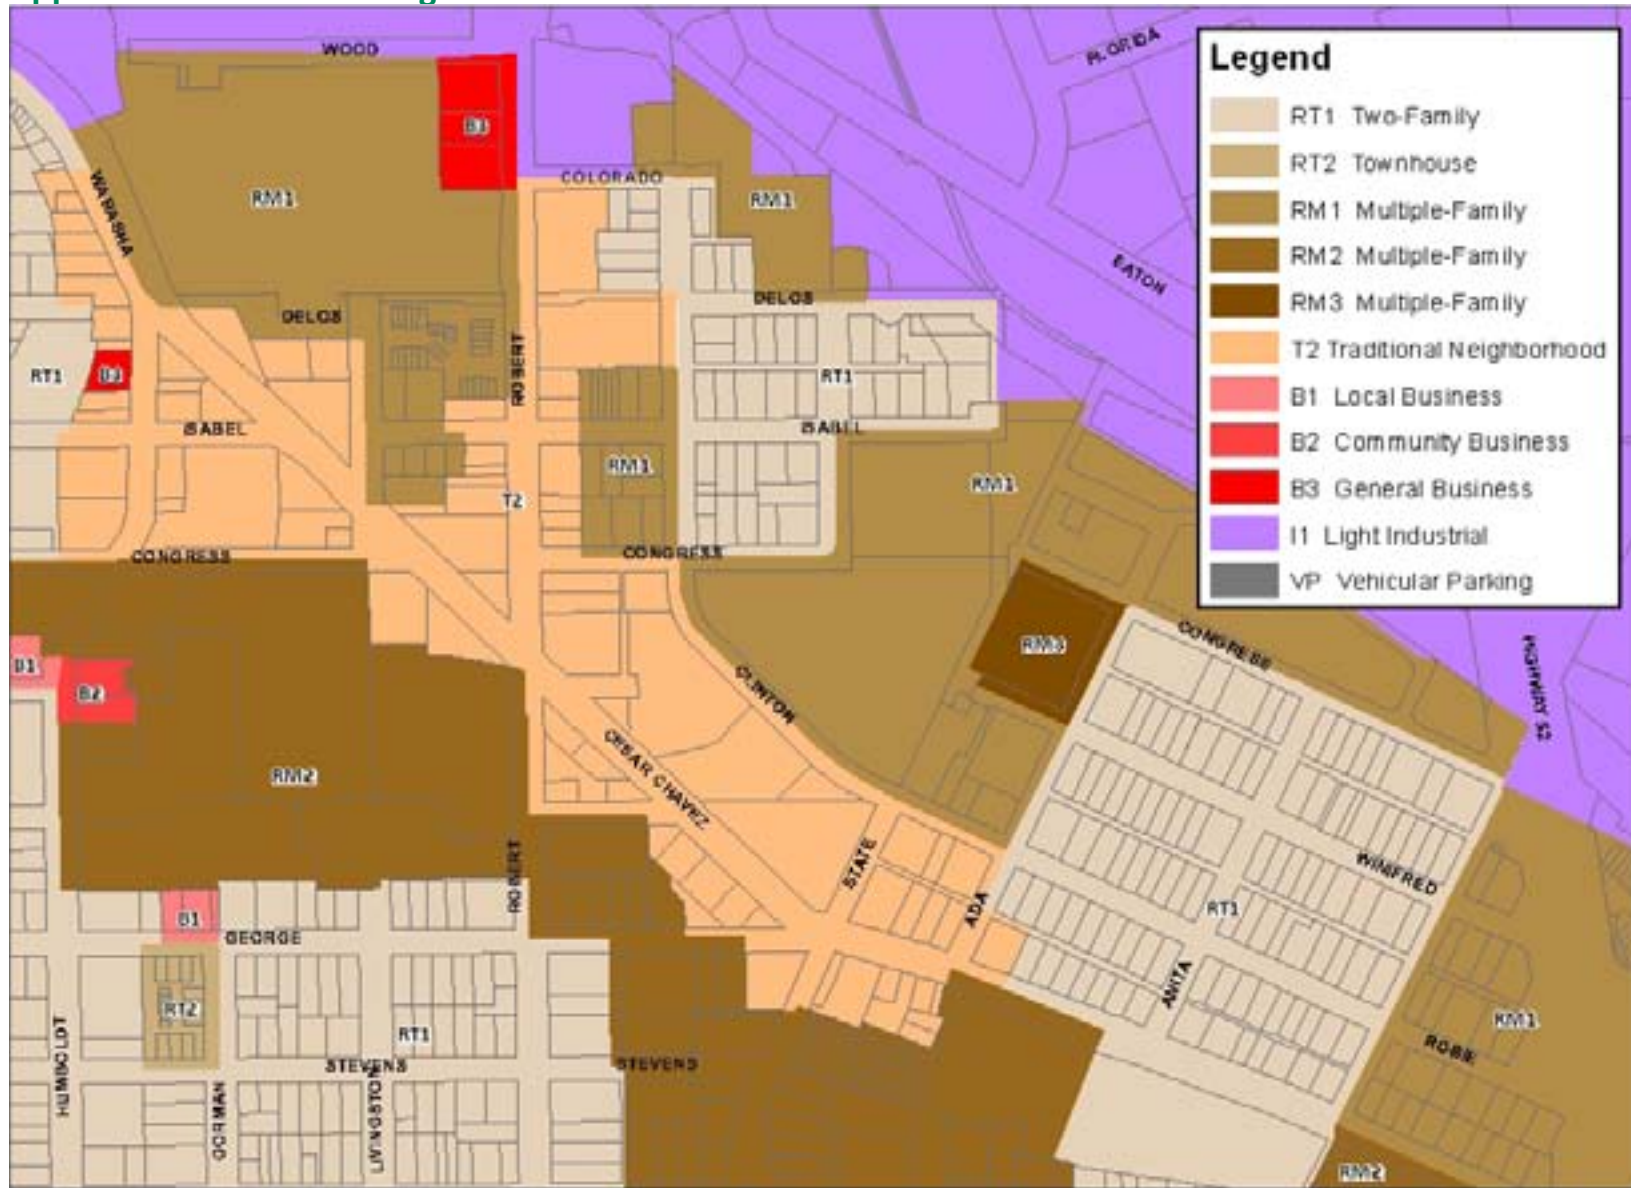 WOOD
FLORIDA
Legend
RT1 Two-Family
RT2 Townhouse
RM1 Multiple-Family
RM2 Multiple-Family
RM3 Multiple-Family
T2 Traditional Neighborhood
B1 Local Business
B2 Community Business
B3 General Business
I1 Light Industrial
VP Vehicular Parking
B3
COLORADO
WABASHA
RM1
RM1
EATON
DELOS
DELOS
ROBERT
RT1
B3
RT1
ISABEL
ISABEL
RM1
RM1
T2
CONGRESS
CONGRESS
RM3
CONGRESS
HIGHWAY 52
B1
B2
CLINTON
CESAR CHAVEZ
RM2
STATE
ROBERT
WINIFRED
ADA
RT1
B1
GEORGE
ANITA
RT2
RT1
RM1
ROBIE
STEVENS
STEVENS
HUMBOLDT
GORMAN
LIVINGSTON
RM2